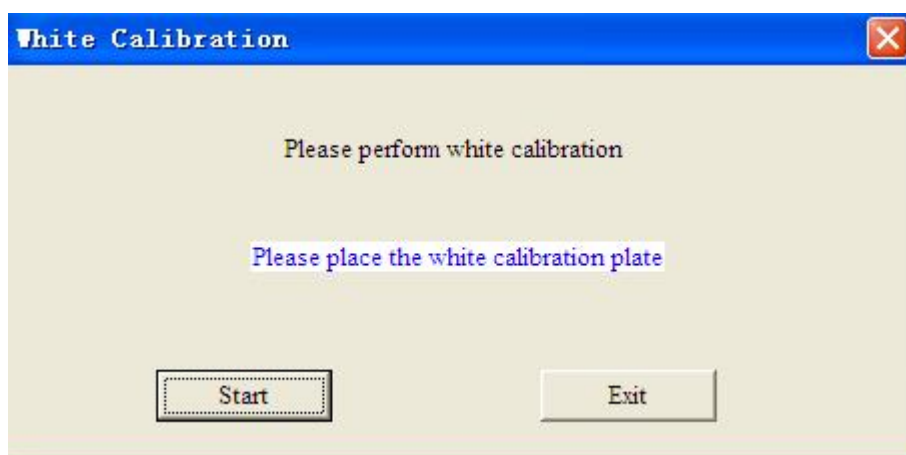 White Calibration
Please perform white calibration
Please place the white calibration plate
Start
Exit